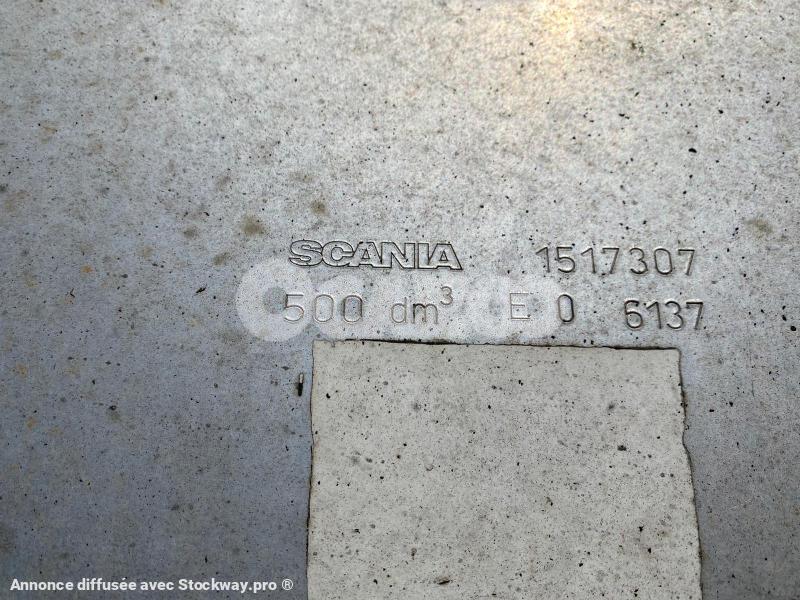 SCANIA 1517307
500 dm³ E 0 6137
Annonce diffusée avec Stockway.pro ®